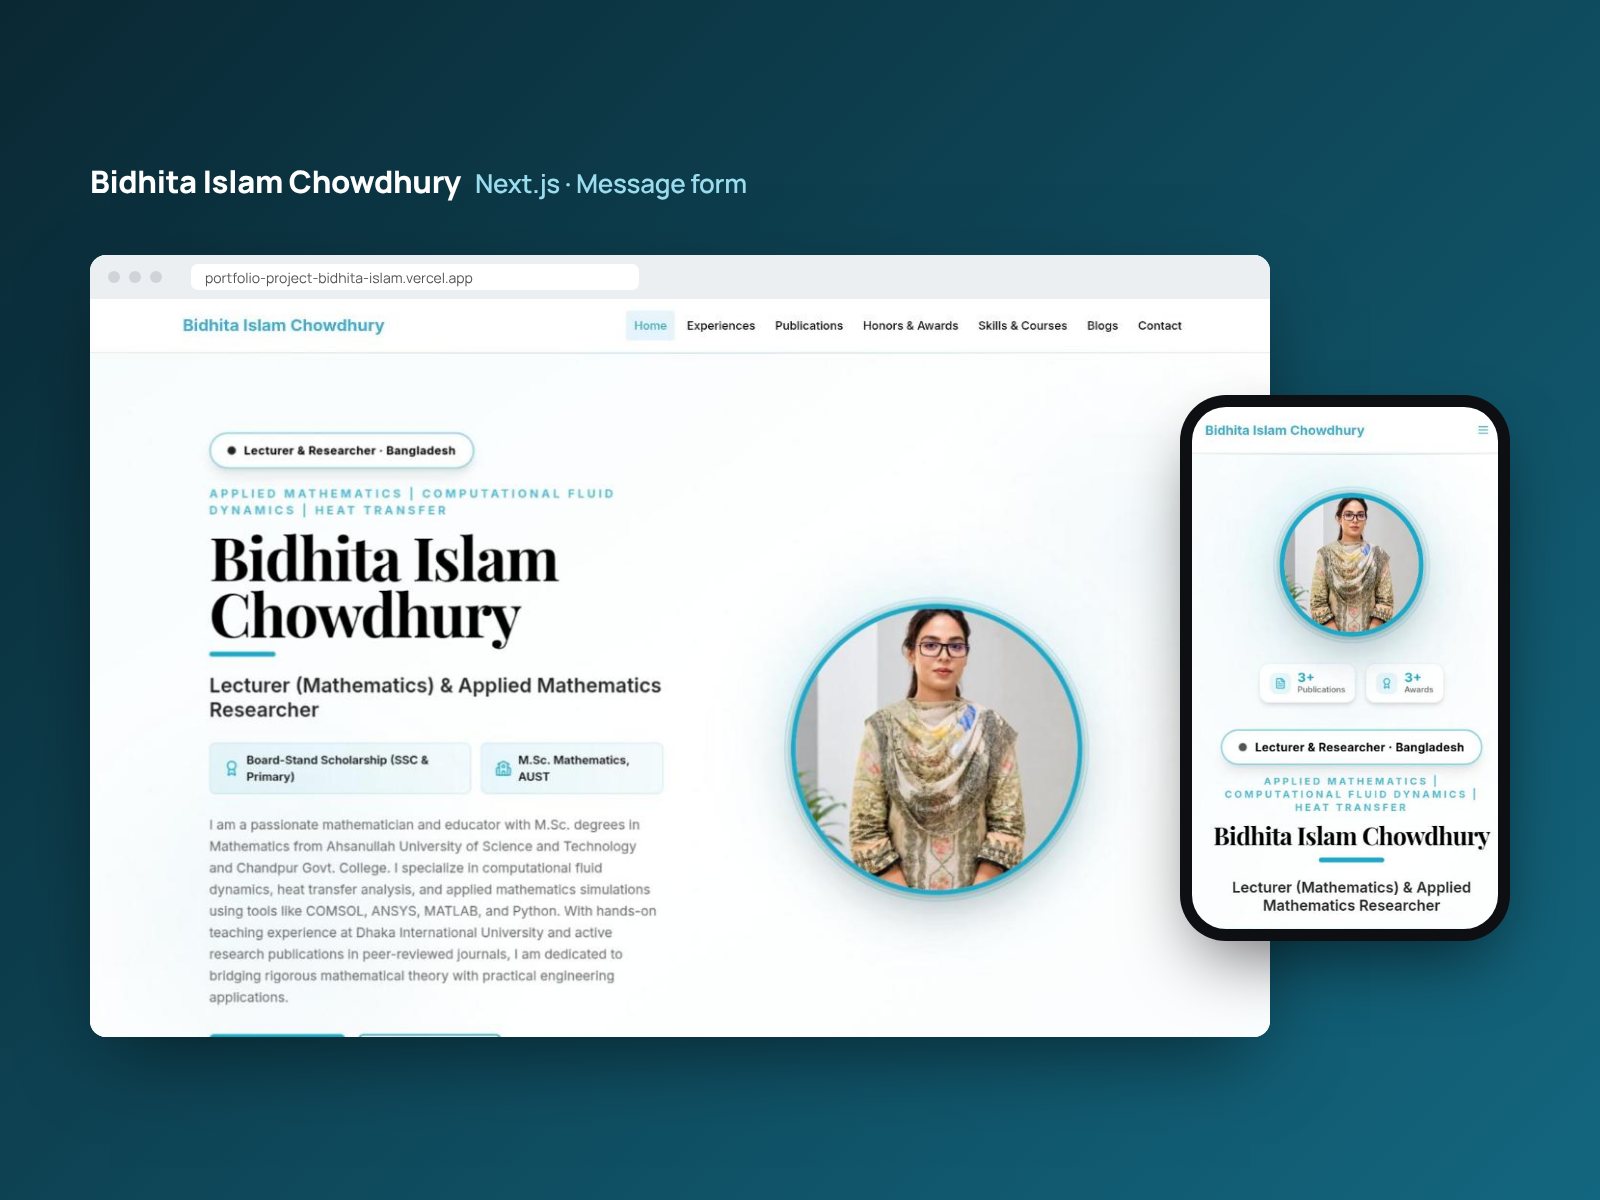 Bidhita Islam Chowdhury Next.js · Message form
portfolio-project-bidhita-islam.vercel.app
Bidhita Islam Chowdhury
Home Experiences Publications Honors & Awards Skills & Courses Blogs Contact
Lecturer & Researcher · Bangladesh
APPLIED MATHEMATICS | COMPUTATIONAL FLUID
DYNAMICS | HEAT TRANSFER
Bidhita Islam
Chowdhury
Lecturer (Mathematics) & Applied Mathematics
Researcher
Board-Stand Scholarship (SSC &
Primary)
M.Sc. Mathematics,
AUST
I am a passionate mathematician and educator with M.Sc. degrees in
Mathematics from Ahsanullah University of Science and Technology
and Chandpur Govt. College. I specialize in computational fluid
dynamics, heat transfer analysis, and applied mathematics simulations
using tools like COMSOL, ANSYS, MATLAB, and Python. With hands-on
teaching experience at Dhaka International University and active
research publications in peer-reviewed journals, I am dedicated to
bridging rigorous mathematical theory with practical engineering
applications.
Bidhita Islam Chowdhury
3+
Publications
3+
Awards
Lecturer & Researcher · Bangladesh
APPLIED MATHEMATICS |
COMPUTATIONAL FLUID DYNAMICS |
HEAT TRANSFER
Bidhita Islam Chowdhury
Lecturer (Mathematics) & Applied
Mathematics Researcher